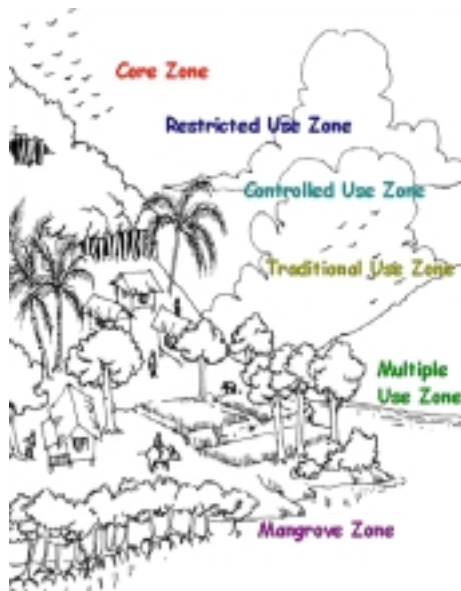 Core Zone
Restricted Use Zone
Controlled Use Zone
Traditional Use Zone
Multiple
Use Zone
Mangrove Zone